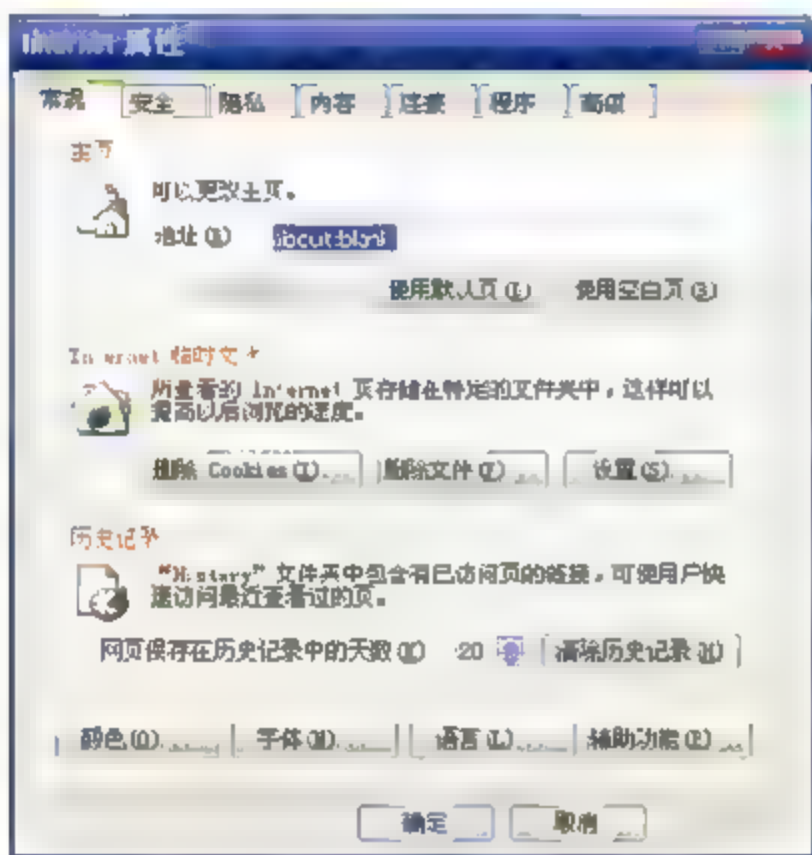 属性
常规 安全 隐私 内容 连接 程序 高级
主页
可以更改主页。
地址(R) about:blank
使用默认页 使用空白页(B)
Internet 临时文件
所查看的 Internet 页存储在特定的文件夹中，这样可以
提高以后浏览的速度。
删除 Cookies(I)... 删除文件(F)... 设置(S)...
历史记录
“History” 文件夹中包含有已访问页的链接，可使用户快
速访问最近查看过的页。
网页保存在历史记录中的天数(K) 20 清除历史记录(H)
颜色(O)... 字体(N)... 语言(L)... 辅助功能(E)...
确定 取消